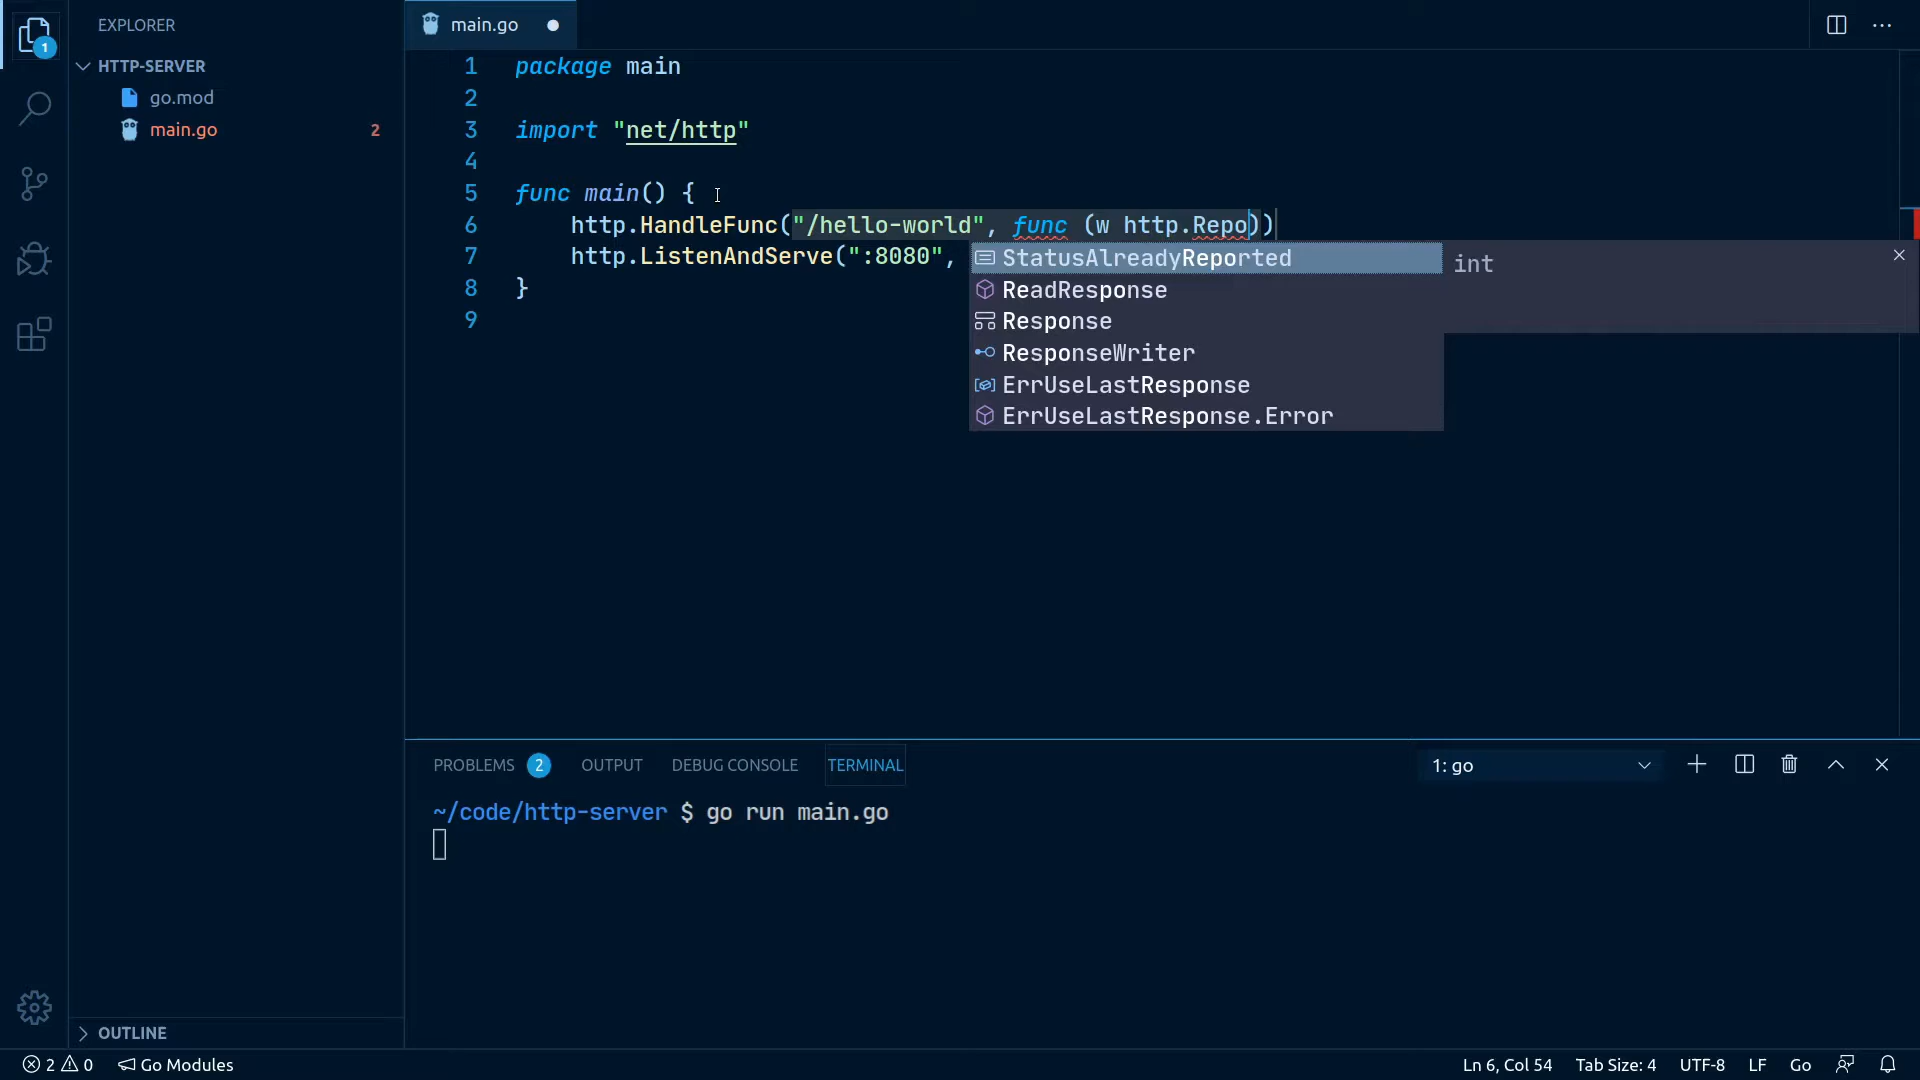 EXPLORER
HTTP-SERVER
go.mod
main.go 2
1
main.go
1 package main
2
3 import "net/http"
4
5 func main() {
6 http.HandleFunc("/hello-world", func (w http.Repo))
7 http.ListenAndServe(":8080",
8 }
9
StatusAlreadyReported int
ReadResponse
Response
ResponseWriter
ErrUseLastResponse
ErrUseLastResponse.Error
PROBLEMS 2 OUTPUT DEBUG CONSOLE TERMINAL 1: go
~/code/http-server $ go run main.go
OUTLINE
2 0 Go Modules Ln 6, Col 54 Tab Size: 4 UTF-8 LF Go